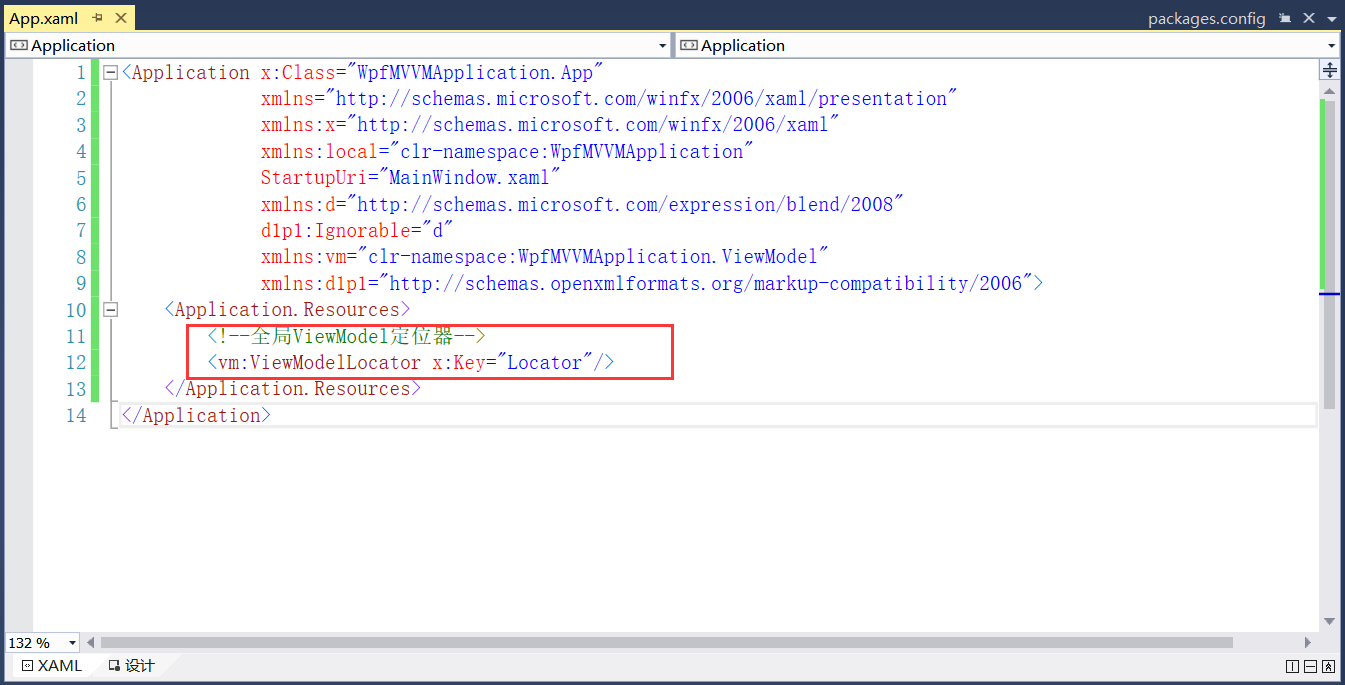 App.xaml
packages.config
Application
Application
1 <Application x:Class="WpfMVVMApplication.App"
2 xmlns="http://schemas.microsoft.com/winfx/2006/xaml/presentation"
3 xmlns:x="http://schemas.microsoft.com/winfx/2006/xaml"
4 xmlns:local="clr-namespace:WpfMVVMApplication"
5 StartupUri="MainWindow.xaml"
6 xmlns:d="http://schemas.microsoft.com/expression/blend/2008"
7 d1p1:Ignorable="d"
8 xmlns:vm="clr-namespace:WpfMVVMApplication.ViewModel"
9 xmlns:d1p1="http://schemas.openxmlformats.org/markup-compatibility/2006">
10 <Application.Resources>
11 <!--全局ViewModel定位器-->
12 <vm:ViewModelLocator x:Key="Locator"/>
13 </Application.Resources>
14 </Application>
132 %
XAML
设计